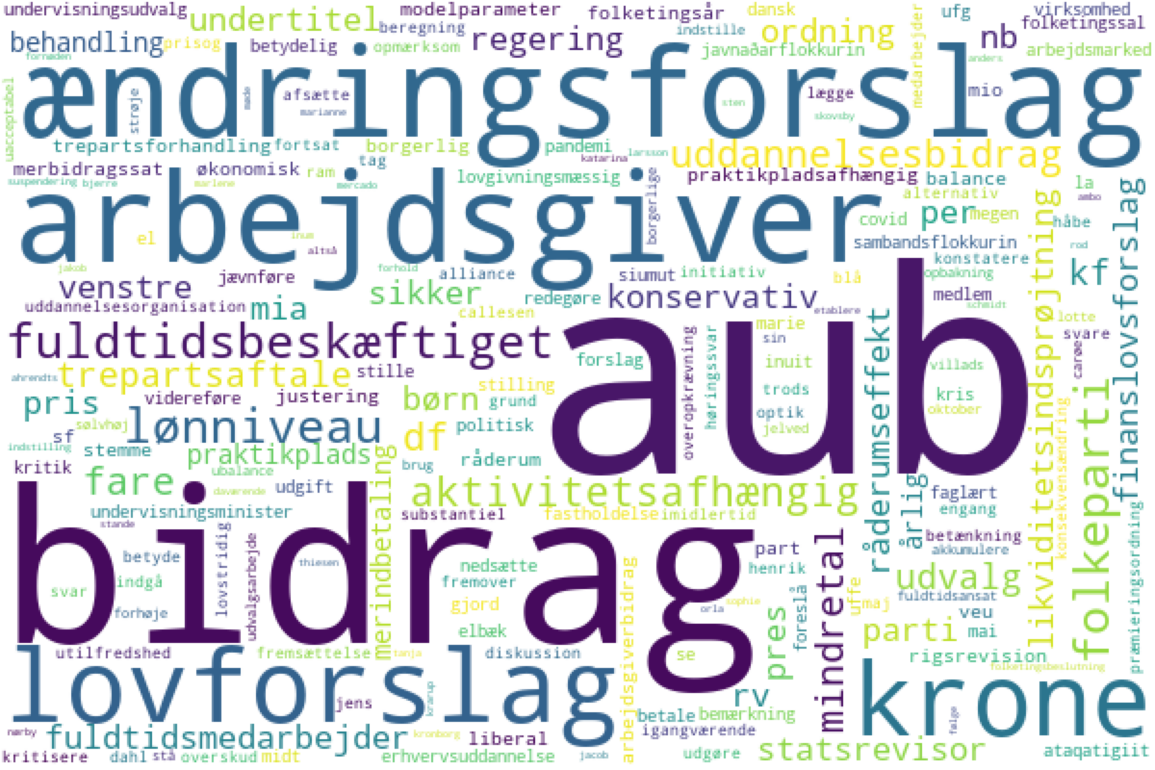 undervisningsudvalg
undertitel
modelparameter
beregning
folketingsår
indstille
dansk
ordning
medarbejder
ufg
virksomhed
folketingssal
nb
arbejdsmarked
behandling
prisog
betydelig
opmærksom
regering
javnaðarflokkurin
fornøden
anders
ændringsforslag
uacceptabel
strøje
møde
afsætte
marianne
sten
skovsby
lægge
mio
trepartsforhandling
fortsat
tag
borgerlig
pandemi
katarina
larsson
uddannelsesbidrag
merbidragssat
økonomisk
ram
lovgivningsmæssig
praktikpladsafhængig
balance
og
la
suspendering
bjerre
marlene
mercado
borgerlige
alternativ
ambo
arbejdsgiver
el
inum
altså
covid
per
megen
håbe
sambandsflokkurin
rod
konstatere
finanslovsforslag
jakob
jævnføre
forhold
alliance
siumut
initiativ
blå
opbakning
kf
venstre
sikker
redegøre
konservativ
etablere
medlem
schmidt
uddannelsesorganisation
mia
callesen
marie
lotte
svare
fuldtidsbeskæftiget
aub
sin
råderumseffekt
likviditetsindsprøjtning
carøe
forslag
overopkrævning
høringssvar
inuit
villads
ahrendts
trepartsaftale
stille
stilling
trods
kris
folkeparti
videreføre
justering
børn
grund
optik
oktober
pris
sølvhøj
lønniveau
df
politisk
jelved
sf
stemme
praktikplads
råderum
indstilling
kritik
ubalance
brug
konsekvensændring
fare
daværende
udgift
merindbetaling
aktivitetsafhængig
årlig
faglært
undervisningsminister
substantiel
fastholdelse
imidlertid
engang
stande
bidrag
betyde
lovstridig
udvalgsarbejde
thiesen
part
mindretal
betænkning
akkumulere
præmieringsordning
svar
indgå
nedsætte
henrik
udvalg
forhøje
fremover
arbejdsgiverbidrag
uffe
fuldtidsansat
gjord
orla
sophie
foreslå
maj
veu
elbæk
pres
parti
mai
utilfredshed
fremsættelse
tanja
diskussion
se
rigsrevision
folketingsbeslutning
lovforslag
jens
krarup
rv
krone
følge
nørby
fuldtidsmedarbejder
kronborg
liberal
betale
bemærkning
igangværende
kritisere
dahl
stå
overskud
midt
erhvervsuddannelse
jacob
udgøre
statsrevisor
ataqatigiit